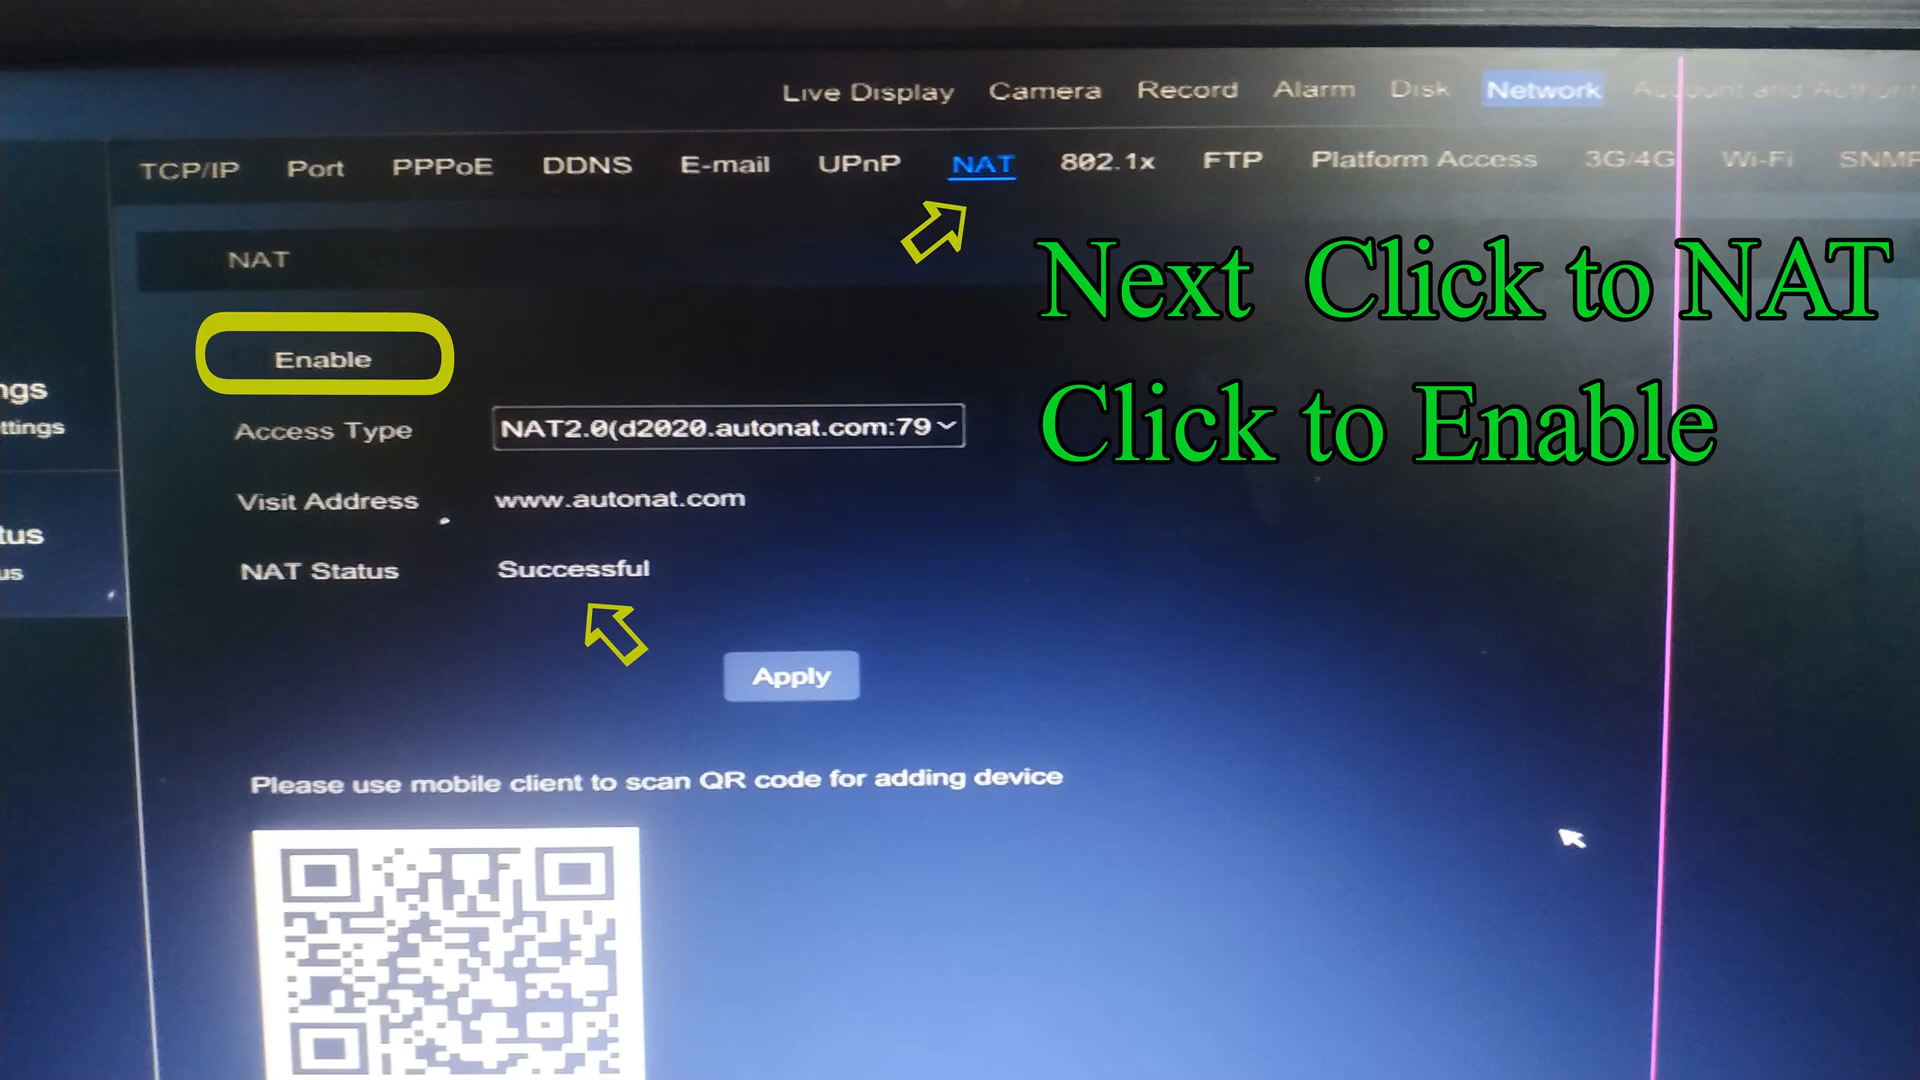 Live Display Camera Record Alarm Disk Network Account and
TCP/IP Port PPPoE DDNS E-mail UPnP NAT 802.1x FTP Platform Access 3G/4G Wi-Fi SNMP
NAT
Next Click to NAT
Enable
ngs
ttings
Access Type NAT2.0(d2020.autonat.com:79
Click to Enable
Visit Address www.autonat.com
tus
us
NAT Status Successful
Apply
Please use mobile client to scan QR code for adding device